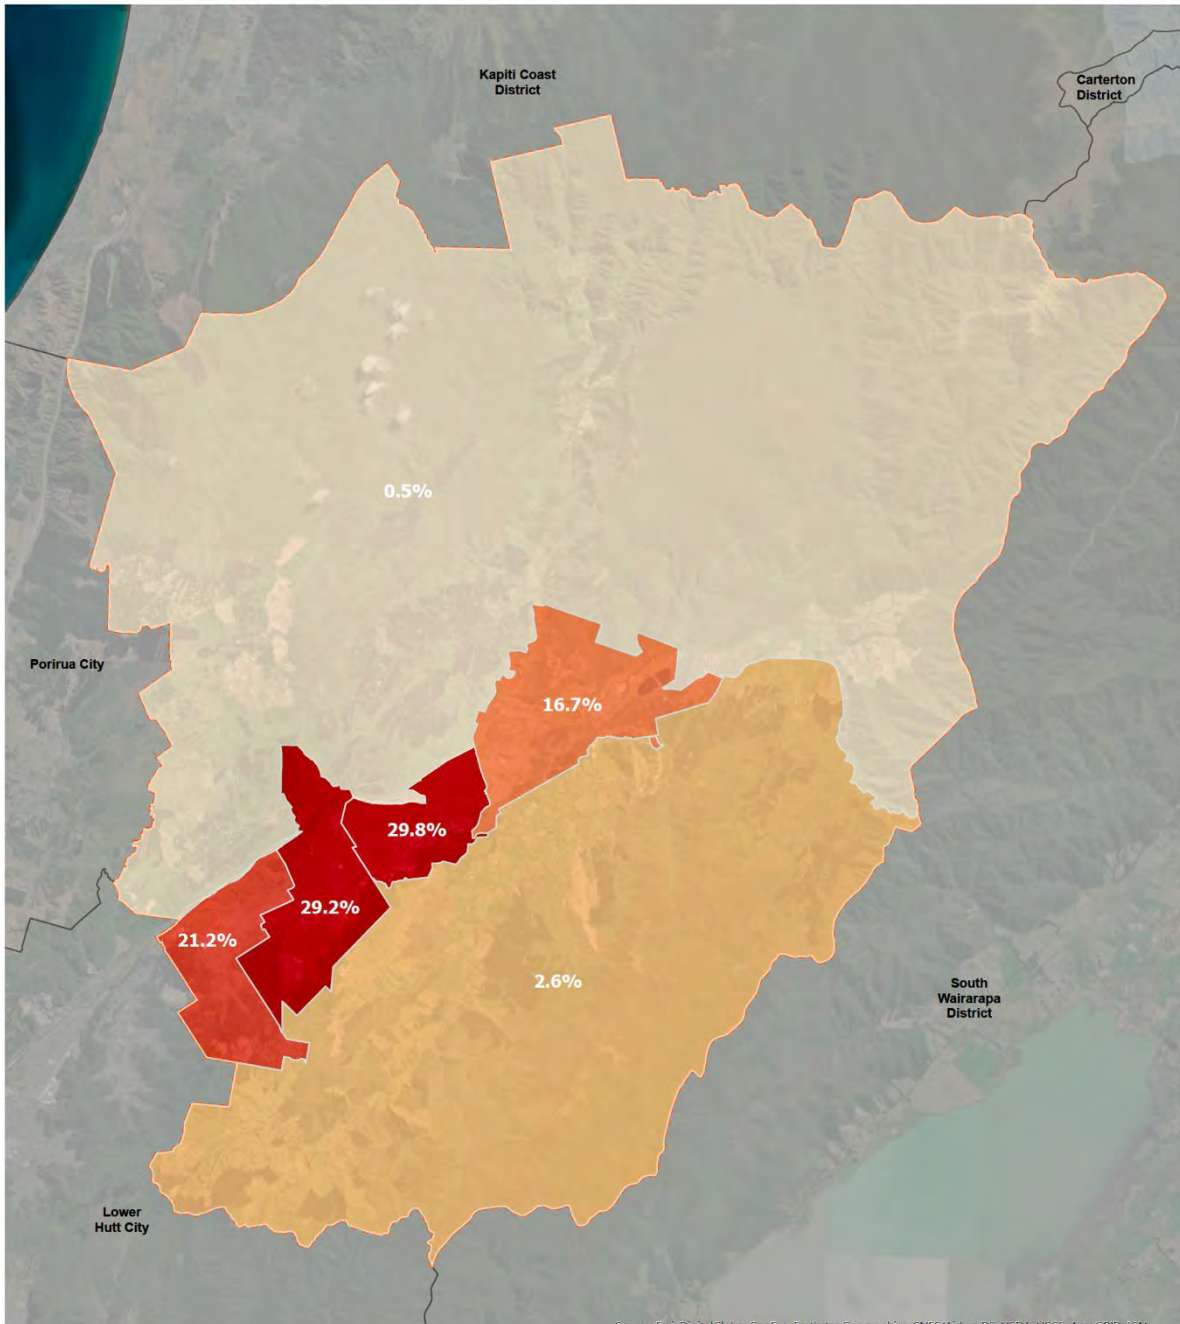 Kapiti Coast
District
Carterton
District
0.5%
Porirua City
16.7%
29.8%
29.2%
21.2%
2.6%
South
Wairarapa
District
Lower
Hutt City